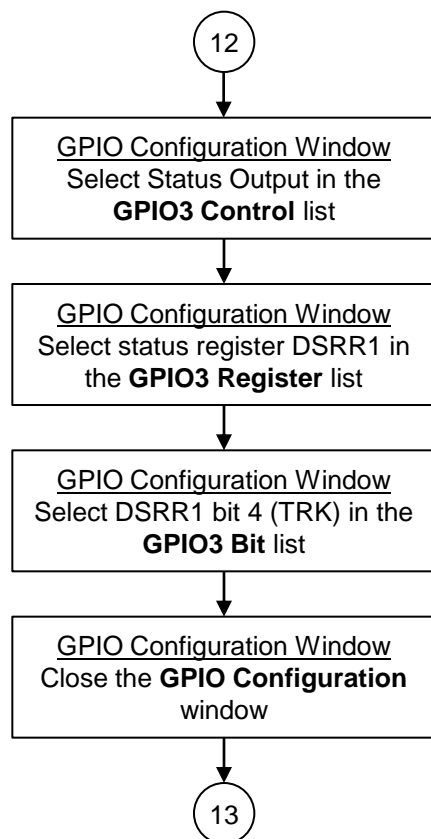 12
GPIO Configuration Window
Select Status Output in the
GPIO3 Control list
GPIO Configuration Window
Select status register DSRR1 in
the GPIO3 Register list
GPIO Configuration Window
Select DSRR1 bit 4 (TRK) in the
GPIO3 Bit list
GPIO Configuration Window
Close the GPIO Configuration
window
13